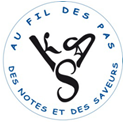 AU FIL DES PAS
DES NOTES ET DES SAVEURS